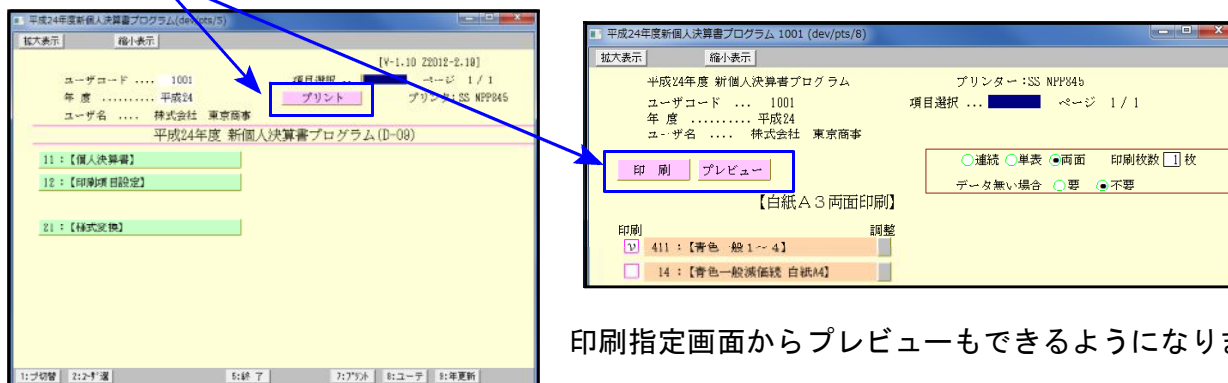 平成24年度新個人決算書プログラム(dev/pts/5)
拡大表示 縮小表示
[V-1.10 Z2012-2.10]
ユーザコード .... 1001 項目選択 .. ページ 1/1
年 度 .......... 平成24 プリント プリンタ:SS NPP845
ユーザ名 .... 株式会社 東京商事
平成24年度 新個人決算書プログラム(D-09)
11:【個人決算書】
12:【印刷項目設定】
21:【様式変換】
5:終 了 8:ユーテ 9:年更新
平成24年度新個人決算書プログラム 1001 (dev/pts/8)
拡大表示 縮小表示
平成24年度 新個人決算書プログラム プリンター:SS NPP845
ユーザコード ... 1001 項目選択 ... ページ 1/1
年 度 .......... 平成24
ユーザ名 .... 株式会社 東京商事
印 刷 プレビュー
連続 単表 両面 印刷枚数 1 枚
データ無い場合 要 不要
【白紙A3両面印刷】
印刷 調整
411:【青色一般1～4】
14:【青色一般減価続 白紙A4】
印刷指定画面からプレビューもできるようになりま